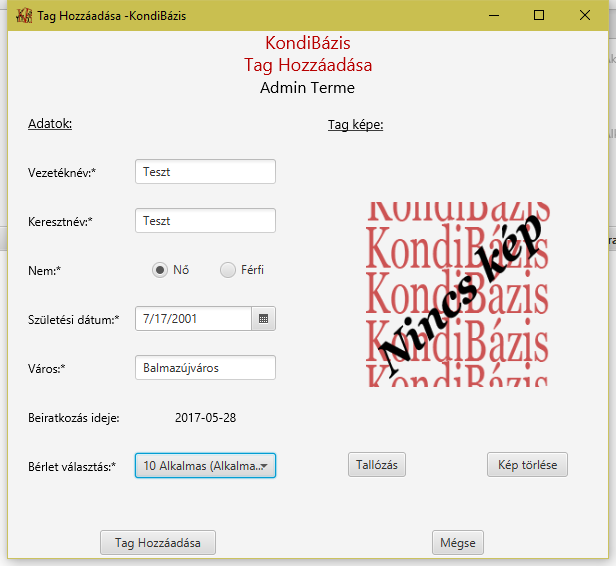 Tag Hozzáadása -KondiBázis
KondiBázis
Tag Hozzáadása
Admin Terme
Adatok:
Tag képe:
Vezetéknév:*
Teszt
Keresztnév:*
Teszt
Nem:*
Nő
Férfi
Születési dátum:*
7/17/2001
Város:*
Balmazújváros
Beiratkozás ideje:
2017-05-28
Bérlet választás:*
10 Alkalmas (Alkalma...
KondiBázis
KondiBázis
KondiBázis
KondiBázis
KondiBázis
Nincs kép
Tallózás
Kép törlése
Tag Hozzáadása
Mégse